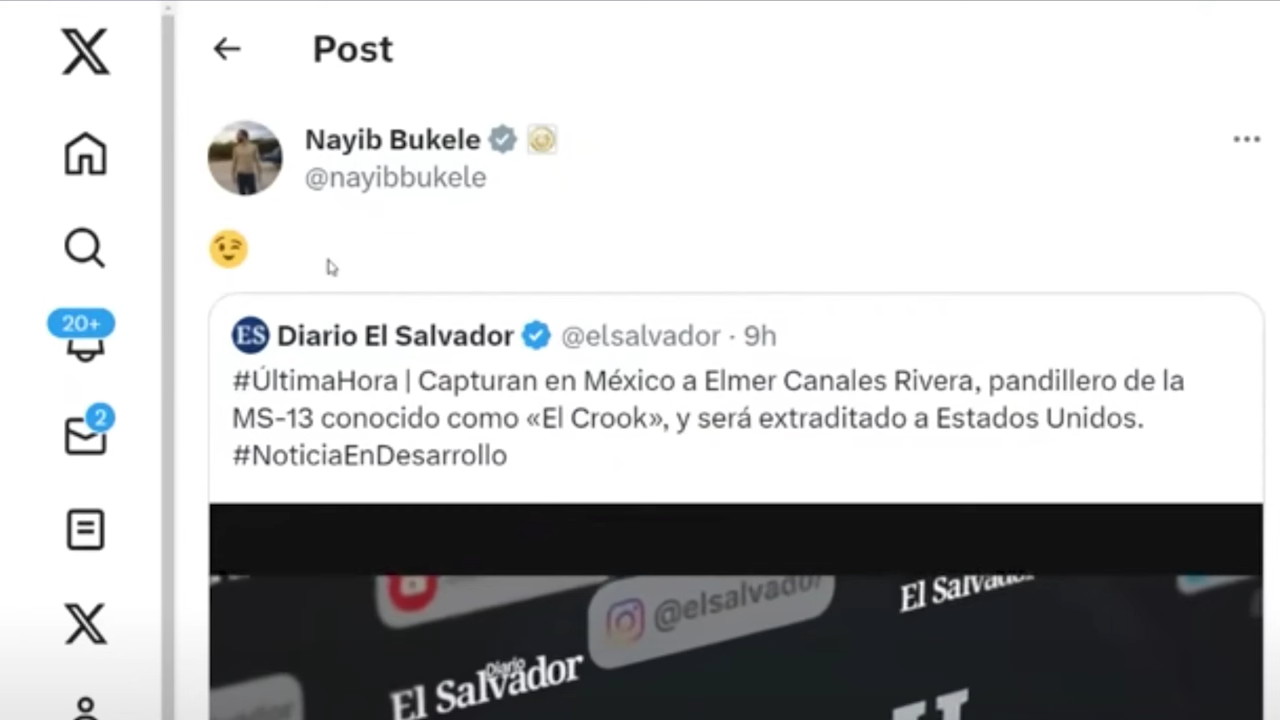 Post
Nayib Bukele
@nayibbukele
20+
ES Diario El Salvador @elsalvador · 9h
#ÚltimaHora | Capturan en México a Elmer Canales Rivera, pandillero de la
MS-13 conocido como «El Crook», y será extraditado a Estados Unidos.
2
#NoticiaEnDesarrollo
@elsalvador
El Salvador
Diario
El Salvador